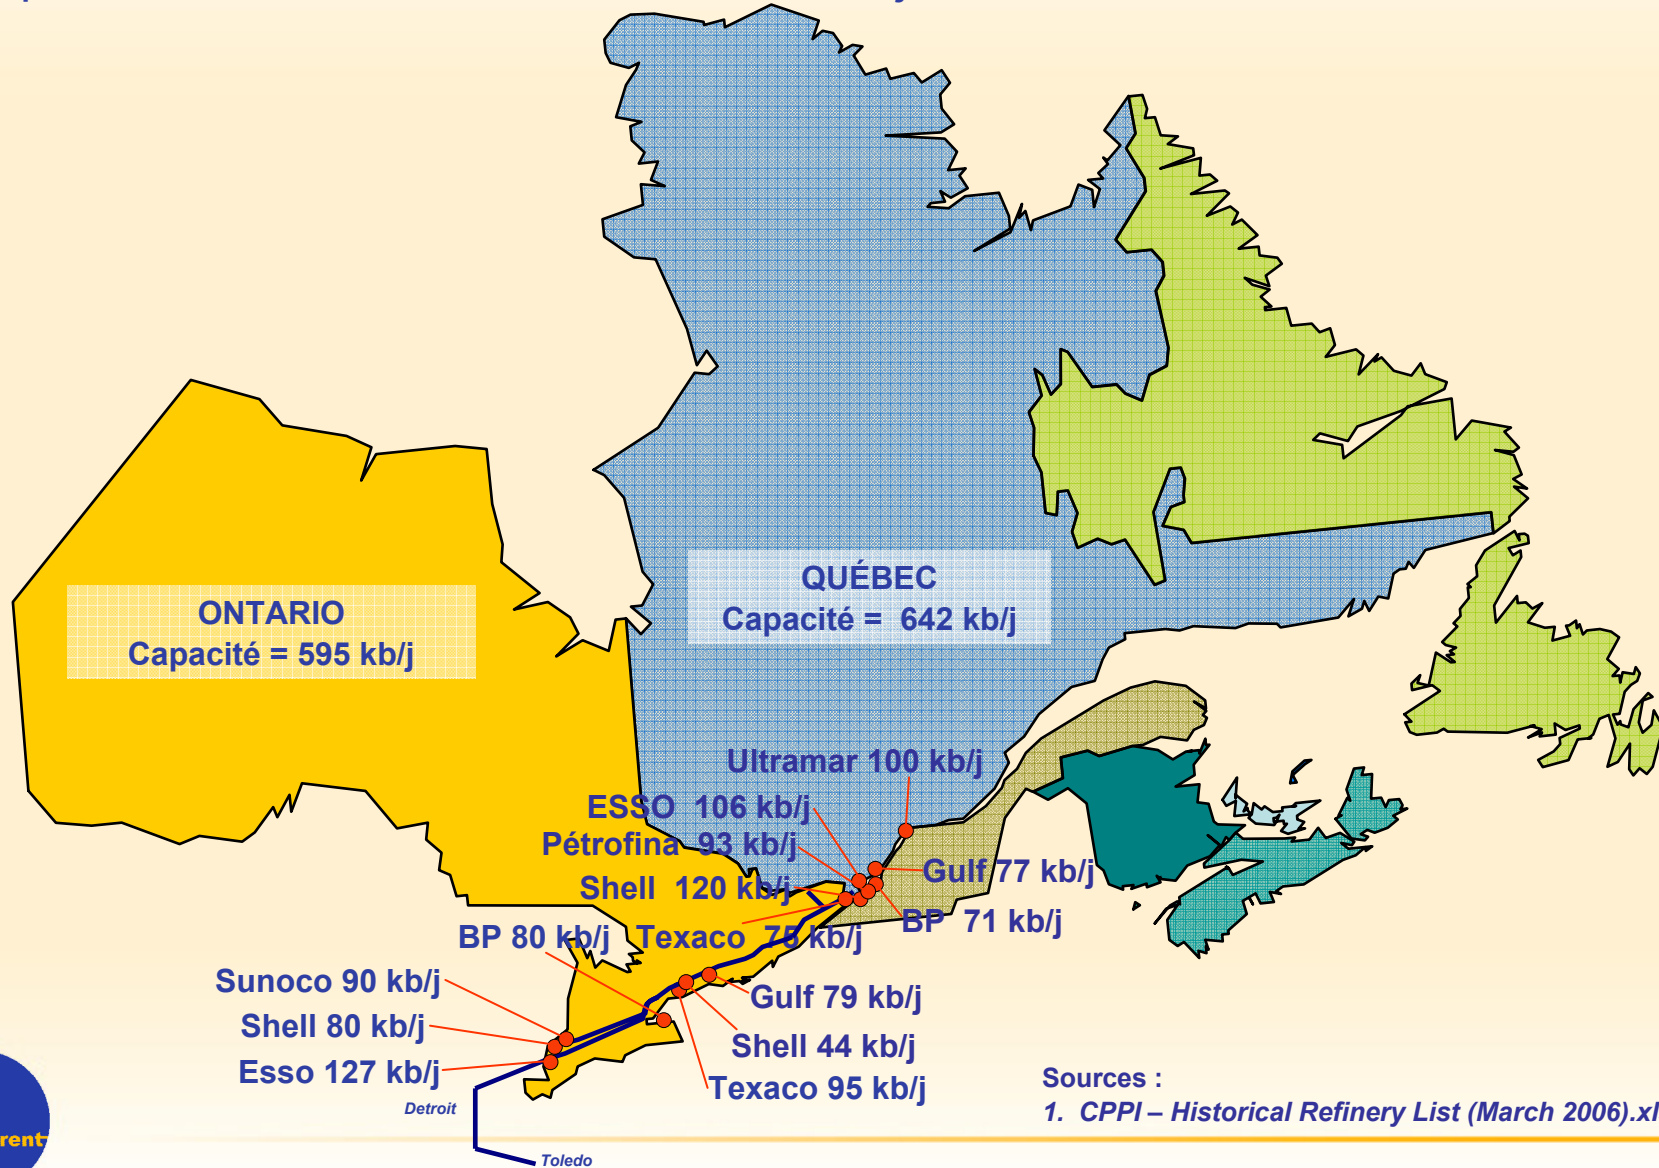 ONTARIO
Capacité = 595 kb/j
QUÉBEC
Capacité = 642 kb/j
Ultramar 100 kb/j
ESSO 106 kb/j
Pétrofina 93 kb/j
Shell 120 kb/j
Gulf 77 kb/j
BP 71 kb/j
BP 80 kb/j
Texaco 75 kb/j
Sunoco 90 kb/j
Shell 80 kb/j
Esso 127 kb/j
Gulf 79 kb/j
Shell 44 kb/j
Texaco 95 kb/j
Detroit
Toledo
Sources :
1. CPPI – Historical Refinery List (March 2006).xl
rent